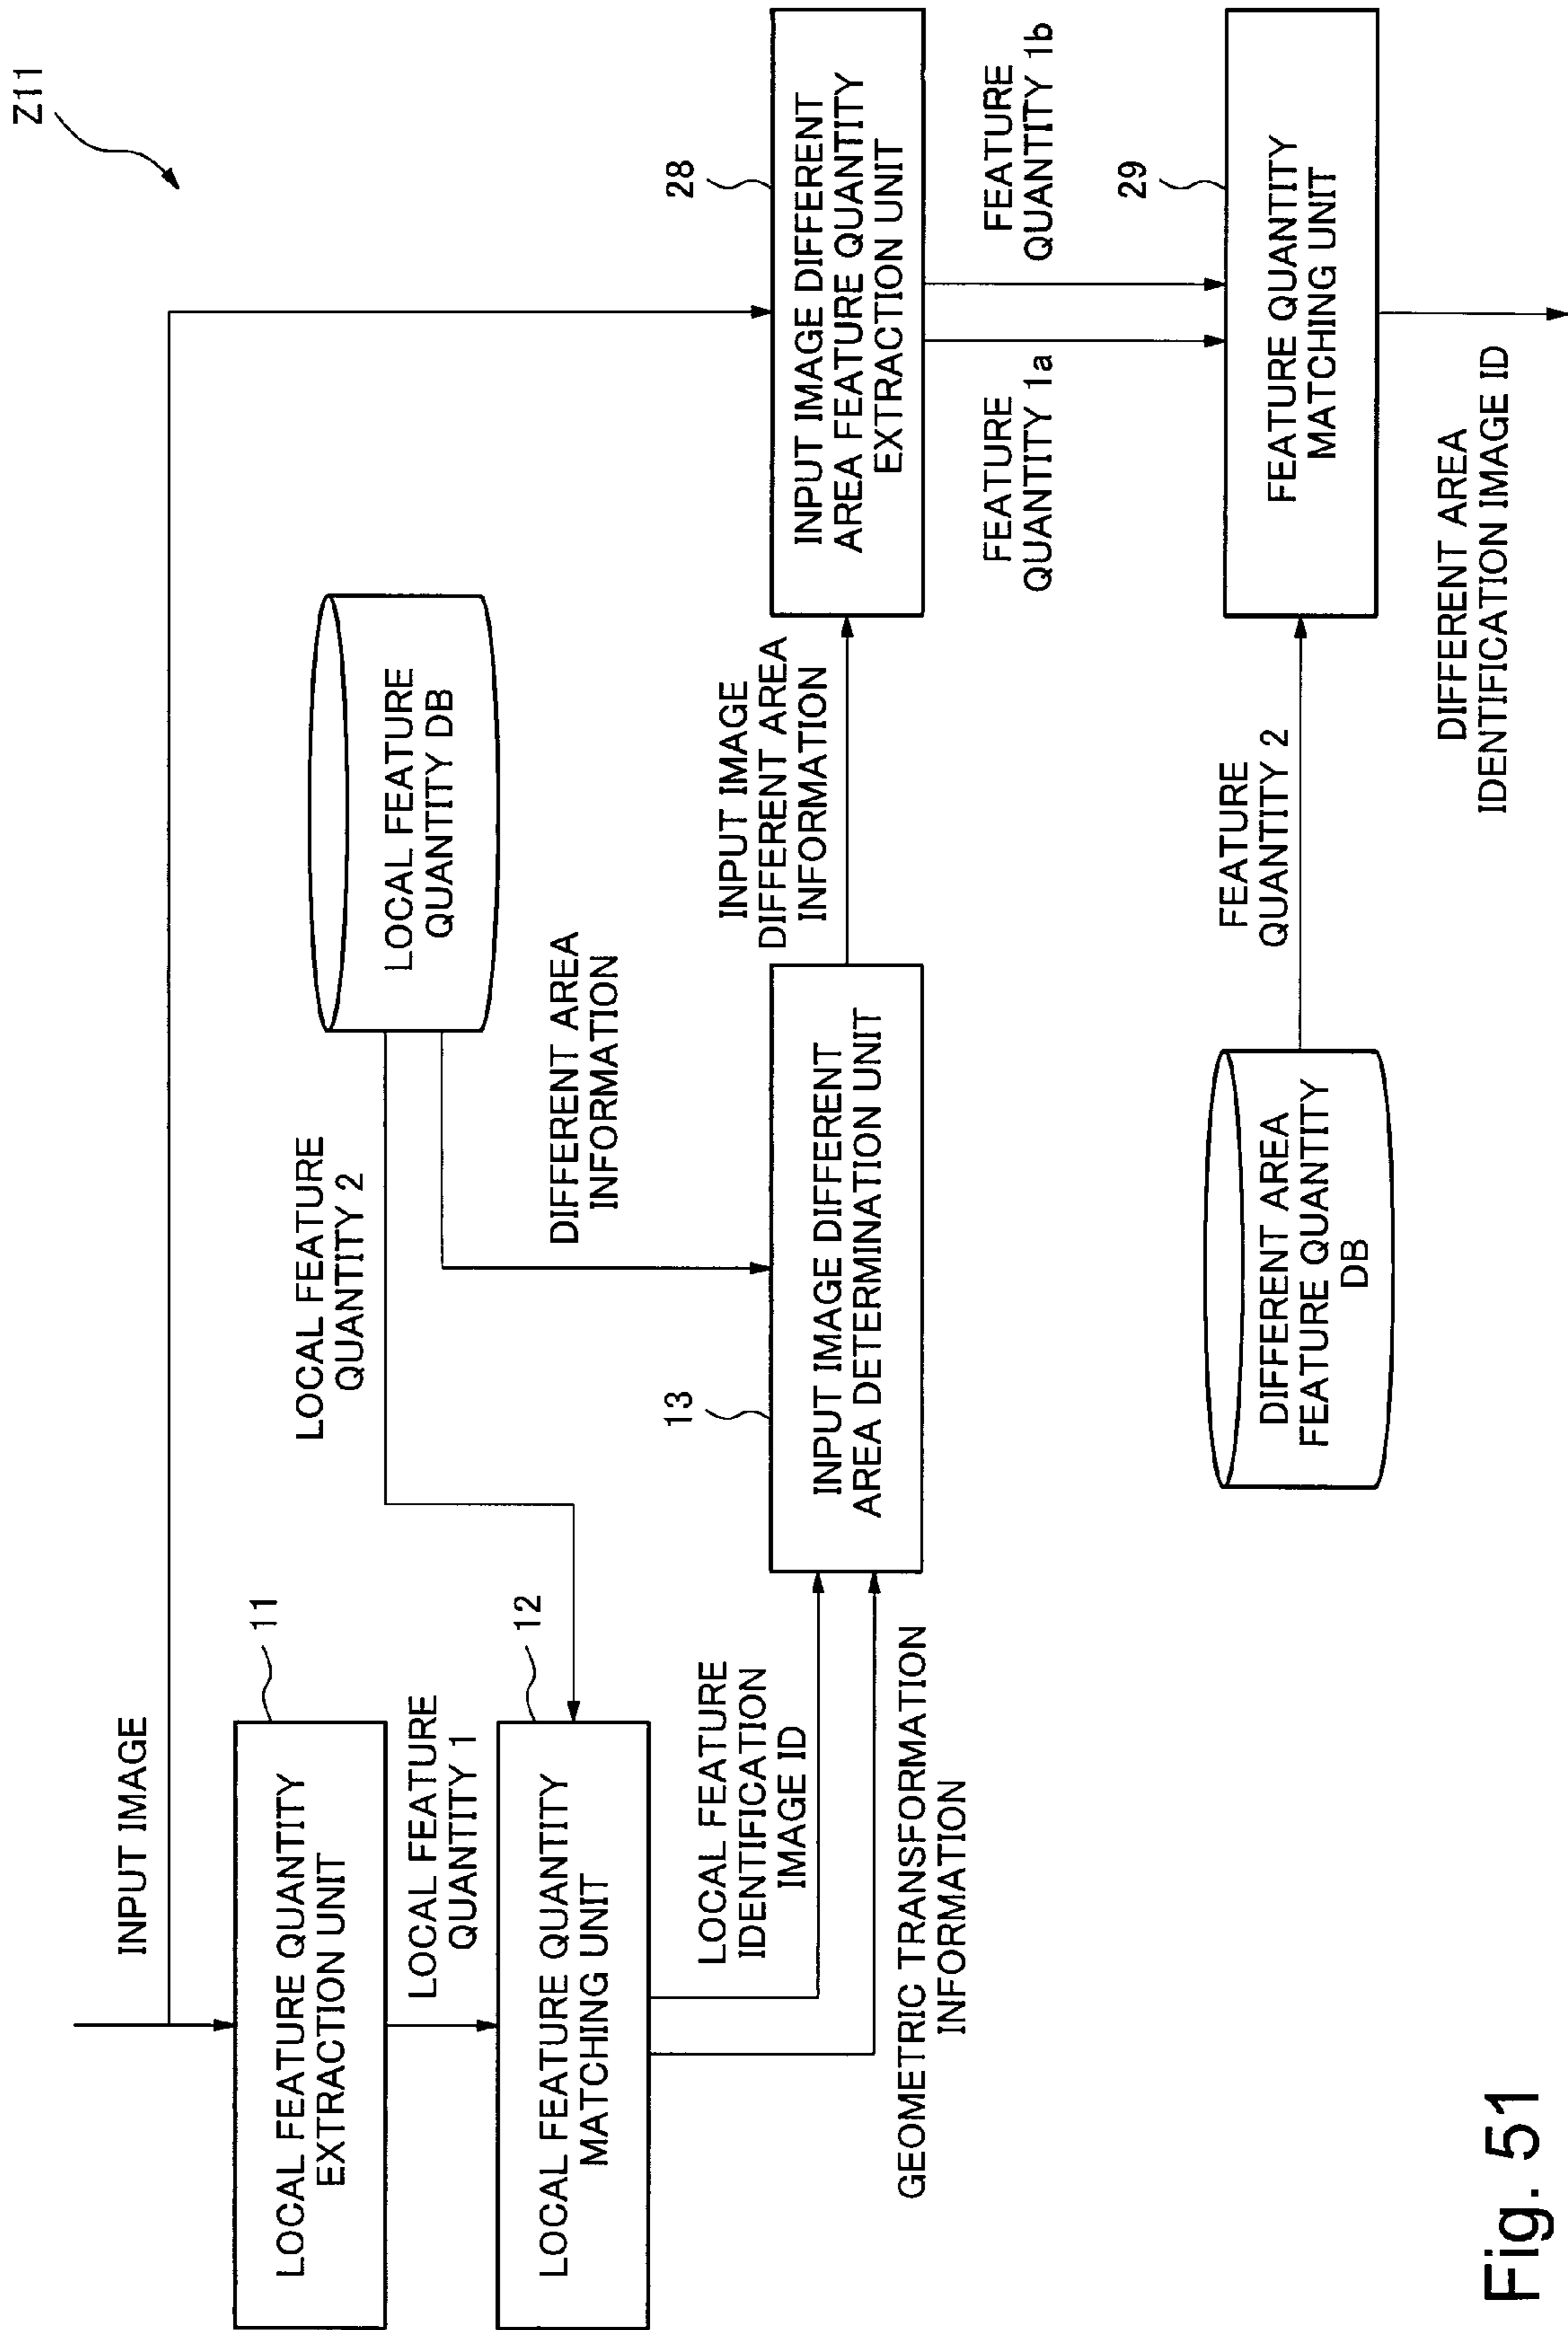 Z11
INPUT IMAGE
11
LOCAL FEATURE QUANTITY
EXTRACTION UNIT
LOCAL FEATURE
QUANTITY 1
12
LOCAL FEATURE QUANTITY
MATCHING UNIT
LOCAL FEATURE
QUANTITY 2
LOCAL FEATURE
QUANTITY DB
DIFFERENT AREA
INFORMATION
LOCAL FEATURE
IDENTIFICATION
IMAGE ID
GEOMETRIC TRANSFORMATION
INFORMATION
13
INPUT IMAGE DIFFERENT
AREA DETERMINATION UNIT
INPUT IMAGE
DIFFERENT AREA
INFORMATION
28
INPUT IMAGE DIFFERENT
AREA FEATURE QUANTITY
EXTRACTION UNIT
FEATURE
QUANTITY 1a
FEATURE
QUANTITY 1b
DIFFERENT AREA
FEATURE QUANTITY
DB
FEATURE
QUANTITY 2
29
FEATURE QUANTITY
MATCHING UNIT
DIFFERENT AREA
IDENTIFICATION IMAGE ID
Fig. 51